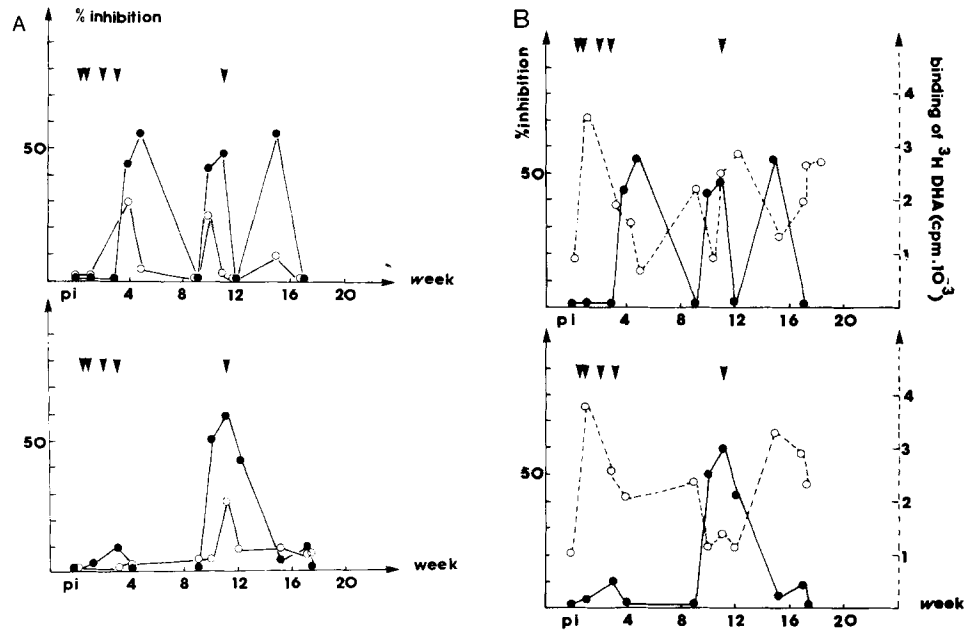 A
% inhibition
50
pi 4 8 12 16 20
week
50
pi 4 8 12 16 20
week
B
%inhibition
50
pi 4 8 12 16 20
4
3
2
1
binding of ³H DHA (cpm.10⁻³)
50
pi 4 8 12 16 20
week
4
3
2
1